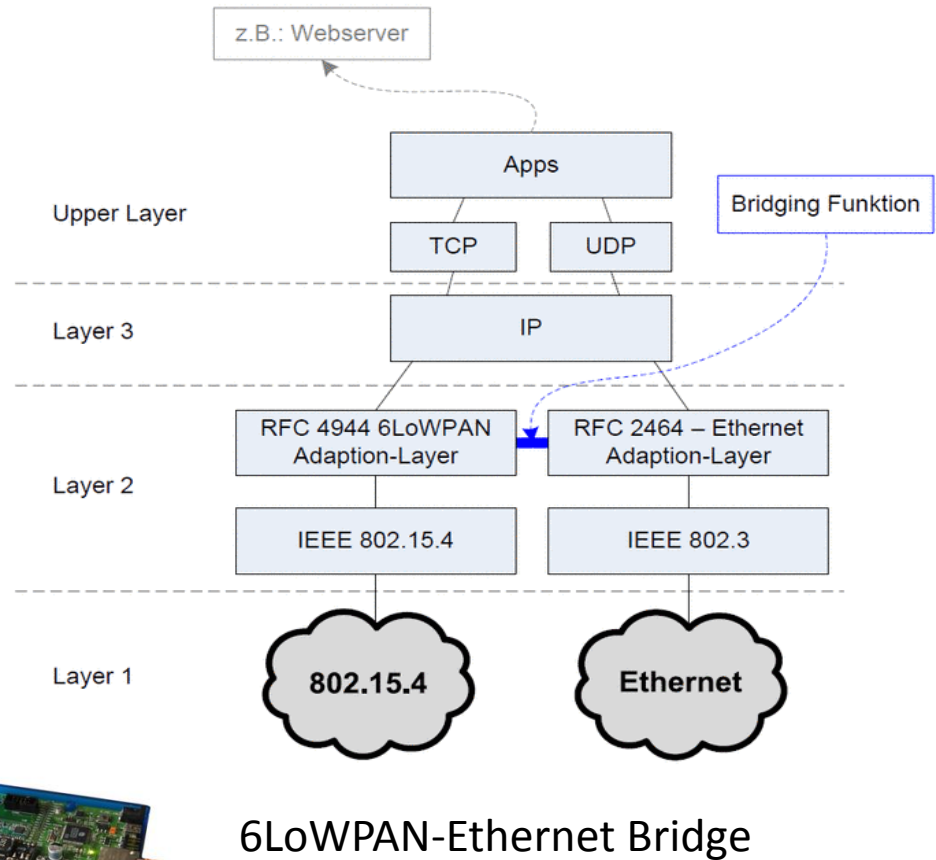 z.B.: Webserver
Apps
Bridging Funktion
Upper Layer
TCP
UDP
Layer 3
IP
RFC 4944 6LoWPAN
Adaption-Layer
RFC 2464 – Ethernet
Adaption-Layer
Layer 2
IEEE 802.15.4
IEEE 802.3
Layer 1
802.15.4
Ethernet
6LoWPAN-Ethernet Bridge